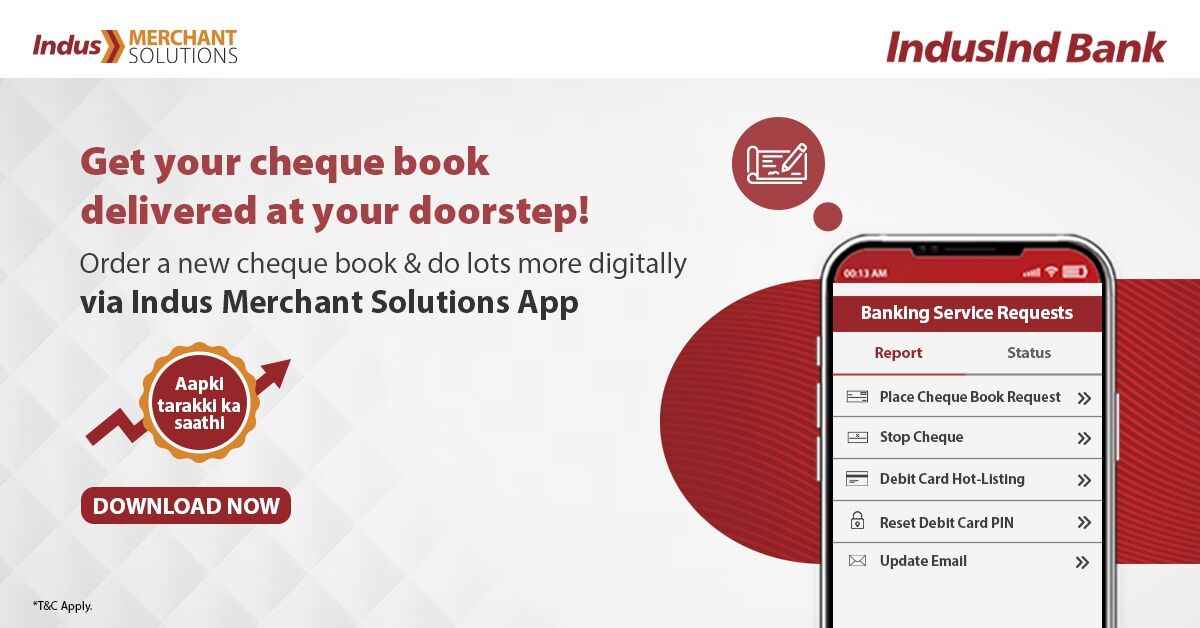 Indus MERCHANT SOLUTIONS
IndusInd Bank
Get your cheque book
delivered at your doorstep!
Order a new cheque book & do lots more digitally
via Indus Merchant Solutions App
Aapki
tarakki ka
saathi
DOWNLOAD NOW
*T&C Apply.
00:13 AM
Banking Service Requests
Report Status
Place Cheque Book Request
Stop Cheque
Debit Card Hot-Listing
Reset Debit Card PIN
Update Email